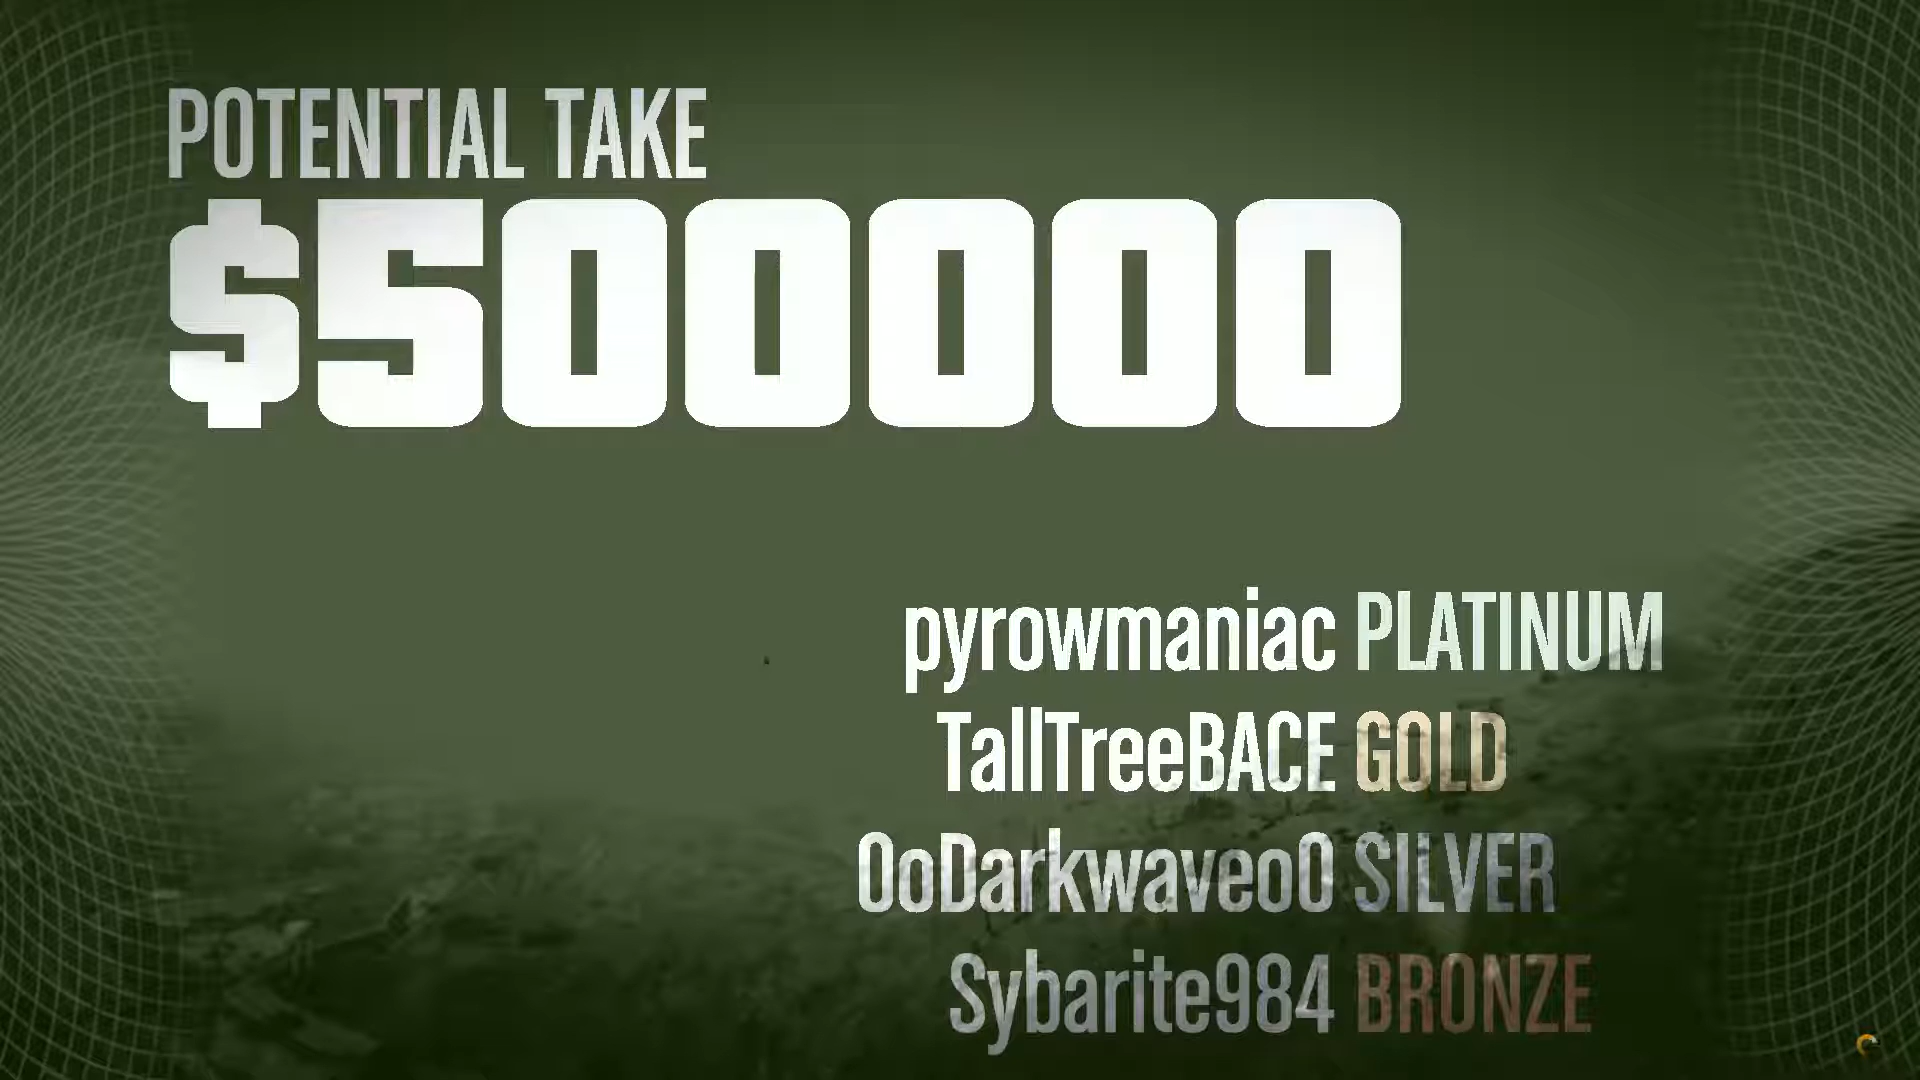 POTENTIAL TAKE
$500000
pyrowmaniac PLATINUM
TallTreeBACE GOLD
OoDarkwaveoO SILVER
Sybarite984 BRONZE